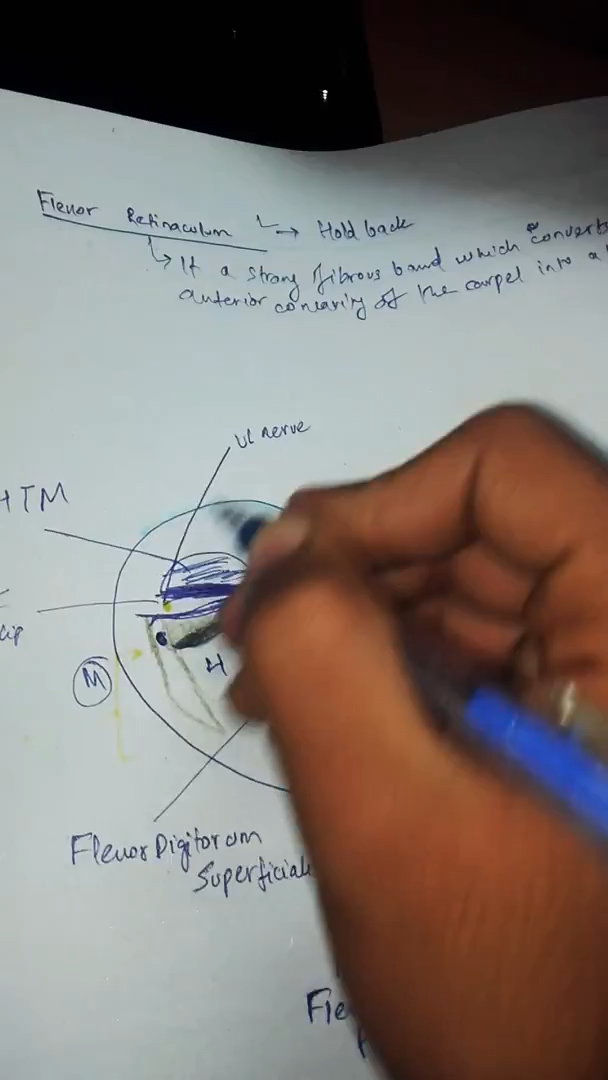 Flexor Retinaculum → Hold back
↳ It a strong fibrous band which converts
anterior concavity of the carpel into a
Ul nerve
HTM
M
H
Flexor Digitorum
Superficiali
Fle